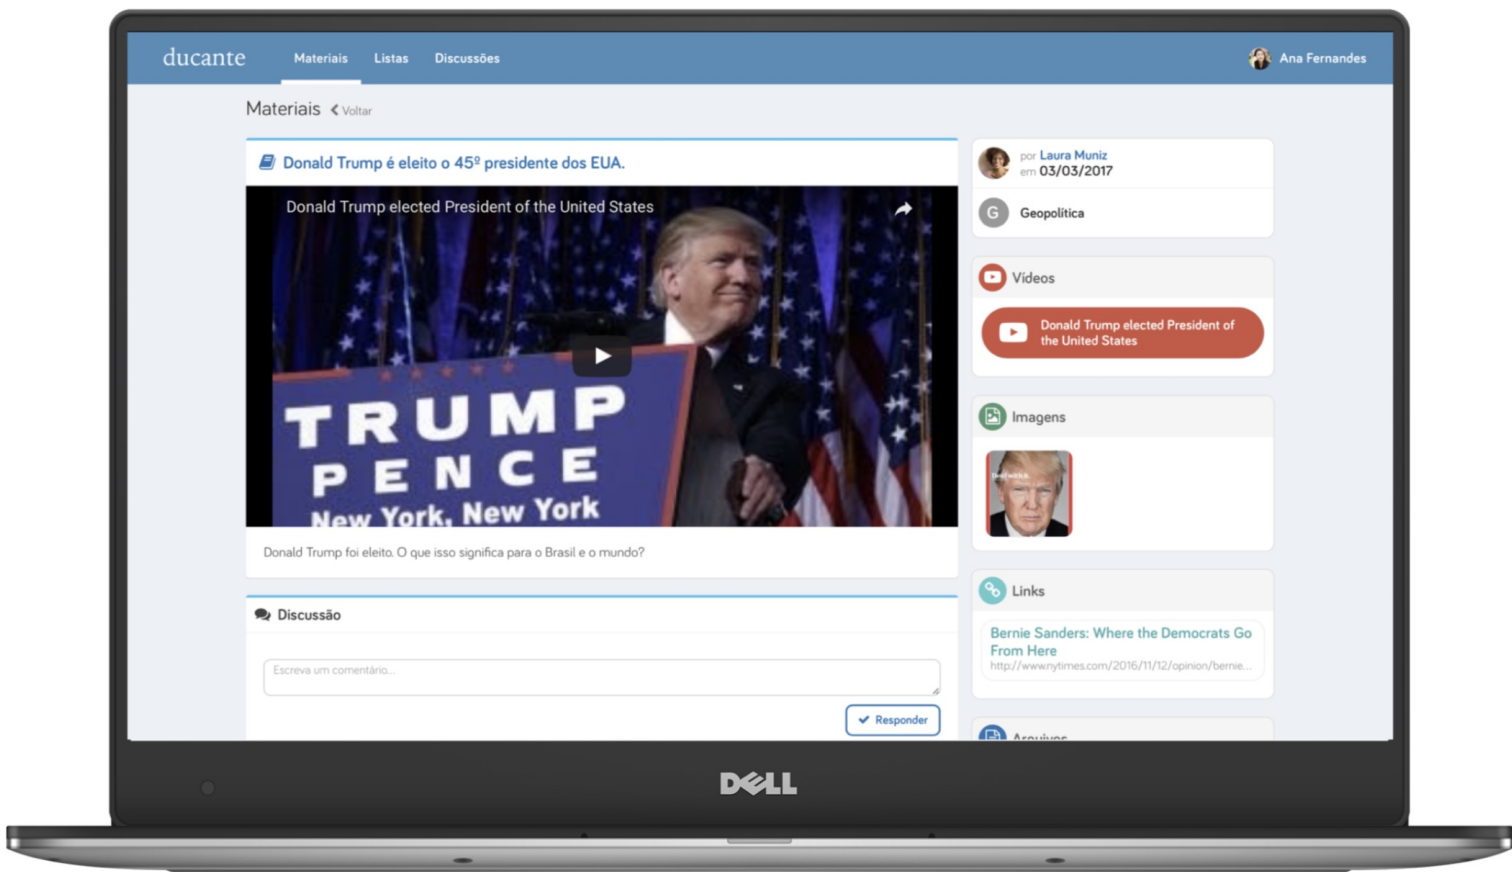 ducante
Materiais
Listas
Discussões
Ana Fernandes
Materiais
Voltar
Donald Trump é eleito o 45º presidente dos EUA.
Donald Trump elected President of the United States
TRUMP
PENCE
New York, New York
Donald Trump foi eleito. O que isso significa para o Brasil e o mundo?
Discussão
Escreva um comentário...
Responder
por Laura Muniz
em 03/03/2017
G
Geopolítica
Vídeos
Donald Trump elected President of
the United States
Imagens
Links
Bernie Sanders: Where the Democrats Go
From Here
http://www.nytimes.com/2016/11/12/opinion/bernie...
Arquivos
DELL